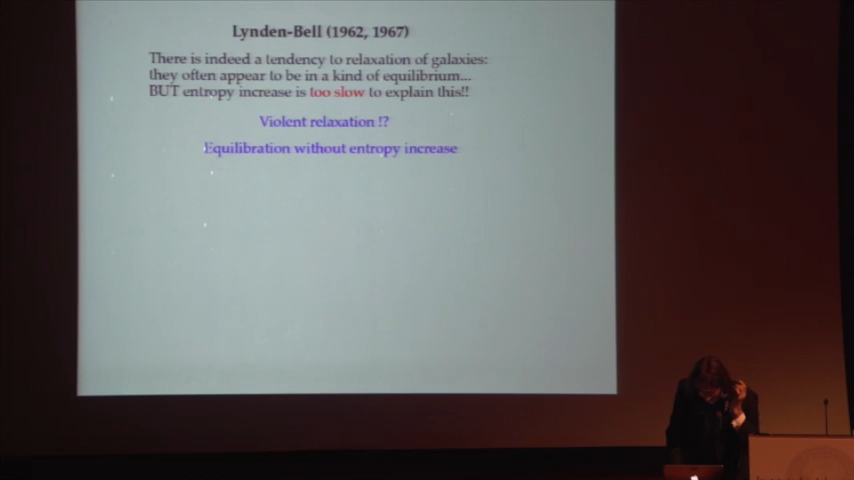 Lynden-Bell (1962, 1967)
There is indeed a tendency to relaxation of galaxies:
they often appear to be in a kind of equilibrium...
BUT entropy increase is too slow to explain this!!
Violent relaxation !?
Equilibration without entropy increase